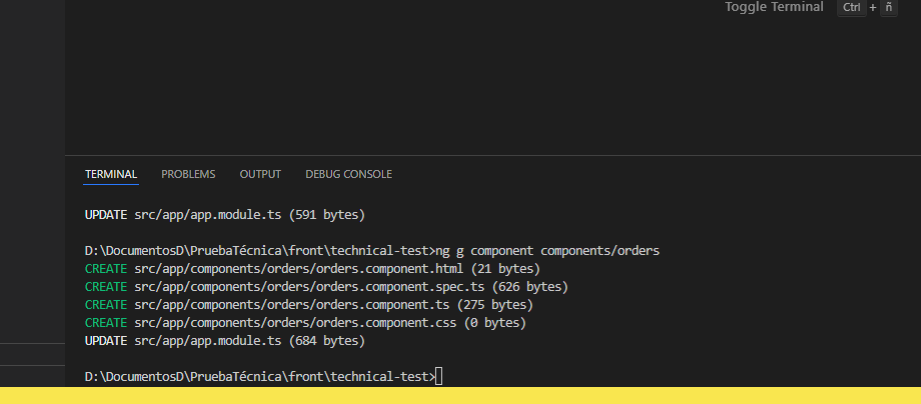 Toggle Terminal Ctrl + ñ
TERMINAL PROBLEMS OUTPUT DEBUG CONSOLE
UPDATE src/app/app.module.ts (591 bytes)
D:\DocumentosD\PruebaTécnica\front\technical-test>ng g component components/orders
CREATE src/app/components/orders/orders.component.html (21 bytes)
CREATE src/app/components/orders/orders.component.spec.ts (626 bytes)
CREATE src/app/components/orders/orders.component.ts (275 bytes)
CREATE src/app/components/orders/orders.component.css (0 bytes)
UPDATE src/app/app.module.ts (684 bytes)
D:\DocumentosD\PruebaTécnica\front\technical-test>